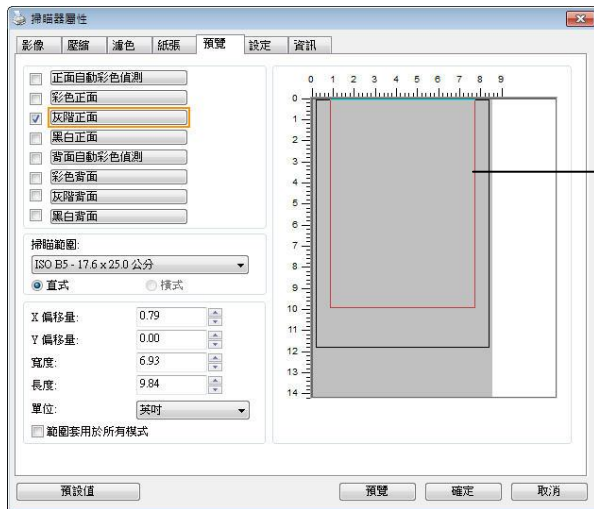 掃瞄器屬性
影像 壓縮 濾色 紙張 預覽 設定 資訊
正面自動彩色偵測
彩色正面
灰階正面
黑白正面
背面自動彩色偵測
彩色背面
灰階背面
黑白背面
掃瞄範圍:
ISO B5 - 17.6 x 25.0 公分
直式 橫式
X 偏移量: 0.79
Y 偏移量: 0.00
寬度: 6.93
長度: 9.84
單位: 英吋
範圍套用於所有模式
0 1 2 3 4 5 6 7 8 9
0
1
2
3
4
5
6
7
8
9
10
11
12
13
14
預設值 預覽 確定 取消